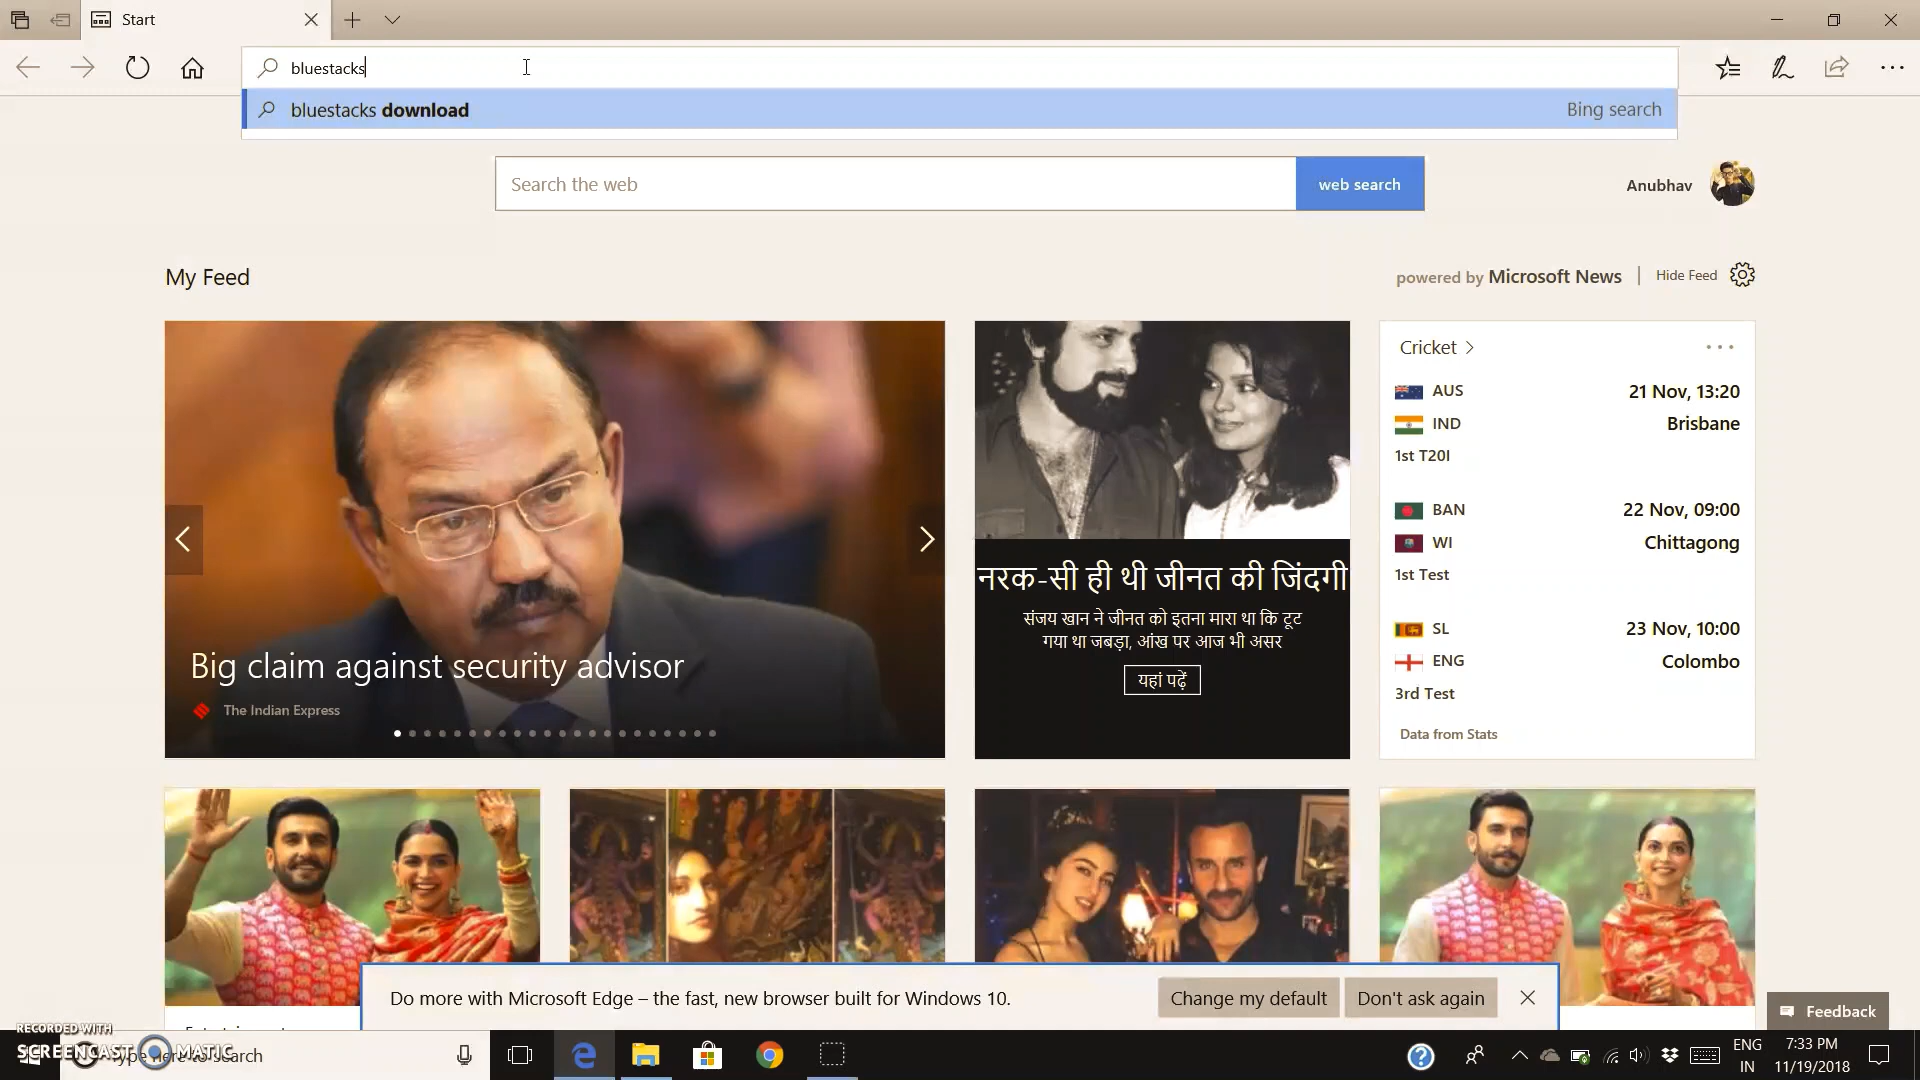 Start
bluestacks
bluestacks download
Bing search
Search the web
web search
Anubhav
My Feed
powered by Microsoft News
Hide Feed
Big claim against security advisor
The Indian Express
नरक-सी ही थी जीनत की जिंदगी
संजय खान ने जीनत को इतना मारा था कि टूट
गया था जबड़ा, आंख पर आज भी असर
यहां पढ़ें
Cricket
AUS 21 Nov, 13:20
IND Brisbane
1st T20I
BAN 22 Nov, 09:00
WI Chittagong
1st Test
SL 23 Nov, 10:00
ENG Colombo
3rd Test
Data from Stats
Do more with Microsoft Edge – the fast, new browser built for Windows 10.
Change my default
Don't ask again
Feedback
RECORDED WITH
SCREENCAST MATIC
Type here to search
ENG
IN
7:33 PM
11/19/2018